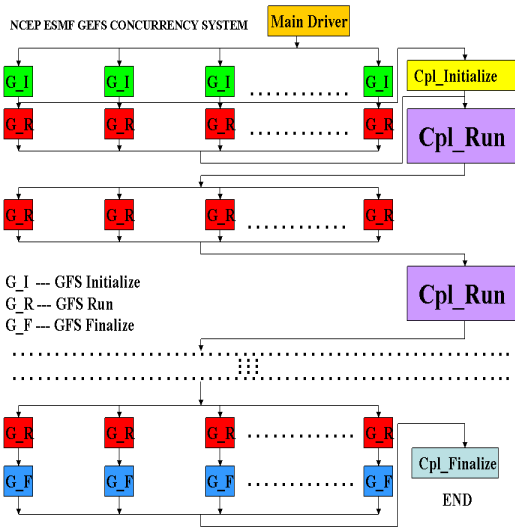 NCEP ESMF GEFS CONCURRENCY SYSTEM
Main Driver
G_I G_I G_I G_I
Cpl_Initialize
G_R G_R G_R G_R
Cpl_Run
G_R G_R G_R G_R
G_I --- GFS Initialize
G_R --- GFS Run
G_F --- GFS Finalize
Cpl_Run
G_R G_R G_R G_R
Cpl_Finalize
G_F G_F G_F G_F
END